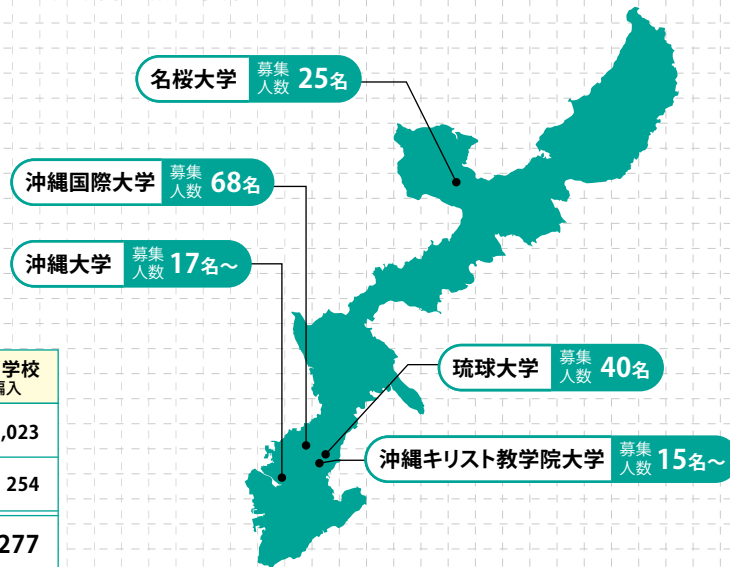 名桜大学 募集人数 25名
沖縄国際大学 募集人数 68名
沖縄大学 募集人数 17名～
琉球大学 募集人数 40名
沖縄キリスト教学院大学 募集人数 15名～
学校
編入
,023
254
277